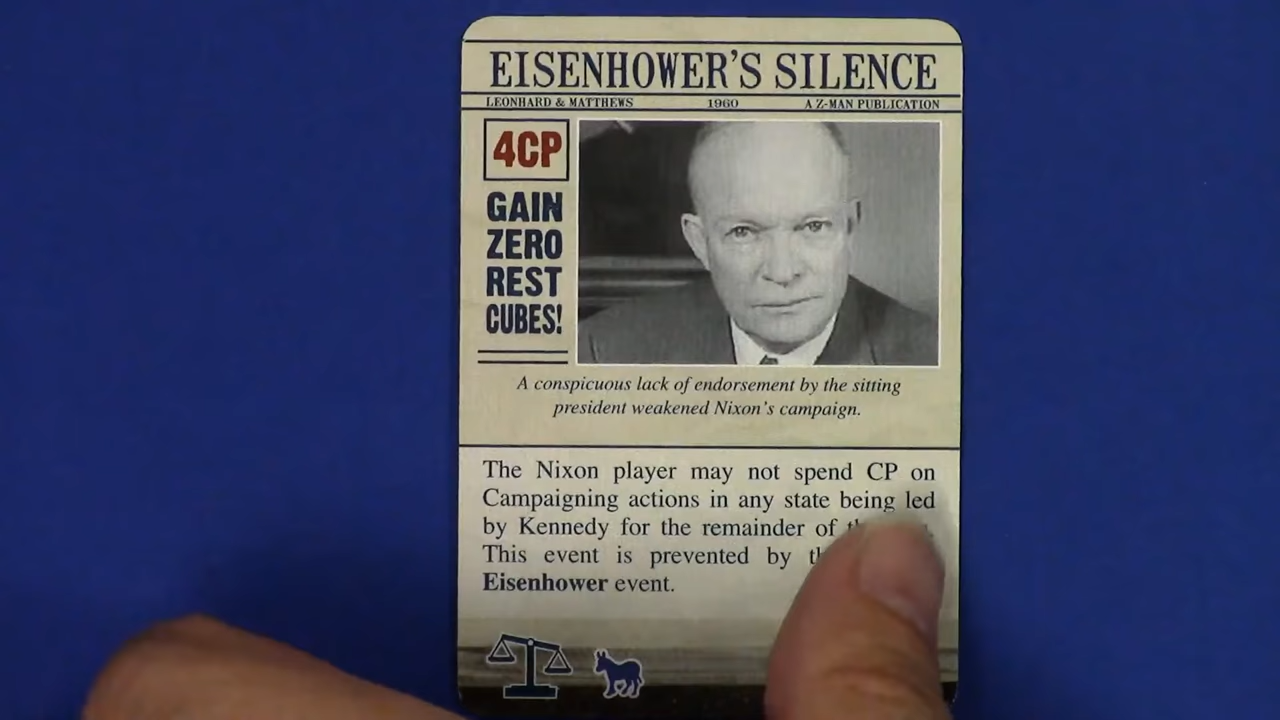 EISENHOWER'S SILENCE
LEONHARD & MATTHEWS 1960 A Z-MAN PUBLICATION
4CP
GAIN
ZERO
REST
CUBES!
A conspicuous lack of endorsement by the sitting
president weakened Nixon's campaign.
The Nixon player may not spend CP on
Campaigning actions in any state being led
by Kennedy for the remainder of
This event is prevented by
Eisenhower event.